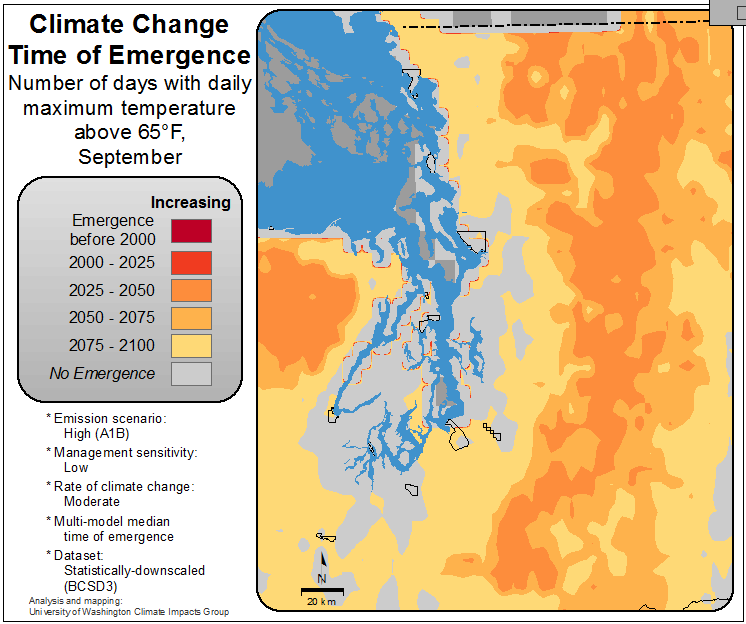 Climate Change
Time of Emergence
Number of days with daily
maximum temperature
above 65°F,
September
Increasing
Emergence
before 2000
2000 - 2025
2025 - 2050
2050 - 2075
2075 - 2100
No Emergence
* Emission scenario:
High (A1B)
* Management sensitivity:
Low
* Rate of climate change:
Moderate
* Multi-model median
time of emergence
* Dataset:
Statistically-downscaled
(BCSD3)
Analysis and mapping:
University of Washington Climate Impacts Group
N
20 km